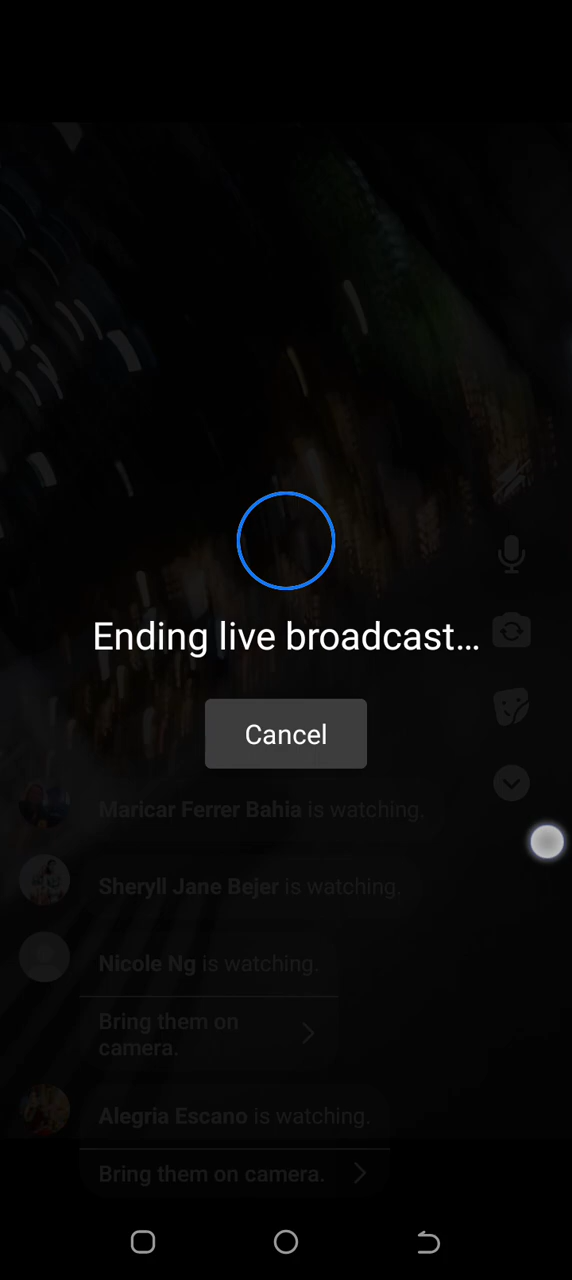 Ending live broadcast...
Cancel
Maricar Ferrer Bahia is watching.
Sheryll Jane Bejer is watching.
Nicole Ng is watching.
Bring them on
camera.
Alegria Escano is watching.
Bring them on camera.